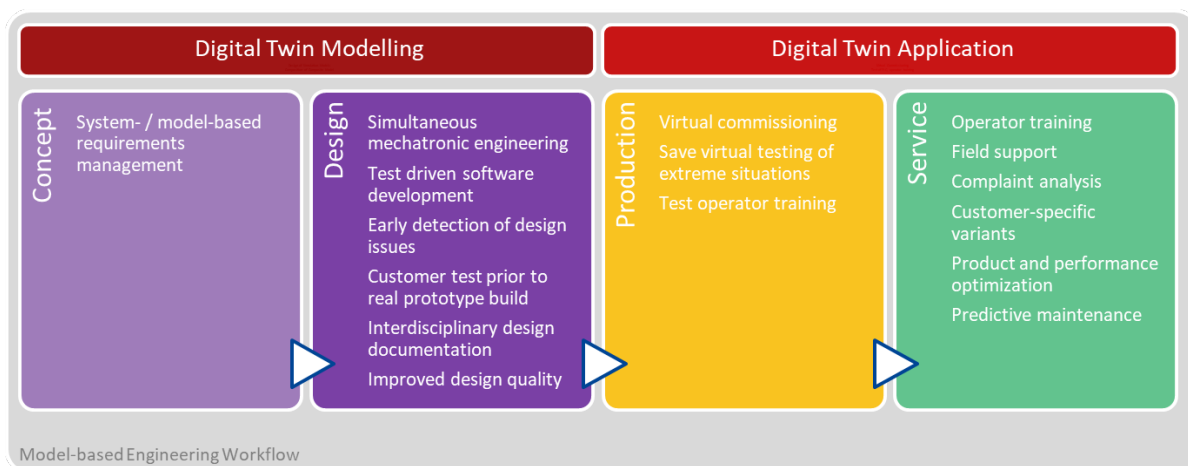 Digital Twin Modelling
Digital Twin Application
Concept
System- / model-based
requirements
management
Design
Simultaneous
mechatronic engineering
Test driven software
development
Early detection of design
issues
Customer test prior to
real prototype build
Interdisciplinary design
documentation
Improved design quality
Production
Virtual commissioning
Save virtual testing of
extreme situations
Test operator training
Service
Operator training
Field support
Complaint analysis
Customer-specific
variants
Product and performance
optimization
Predictive maintenance
Model-based Engineering Workflow